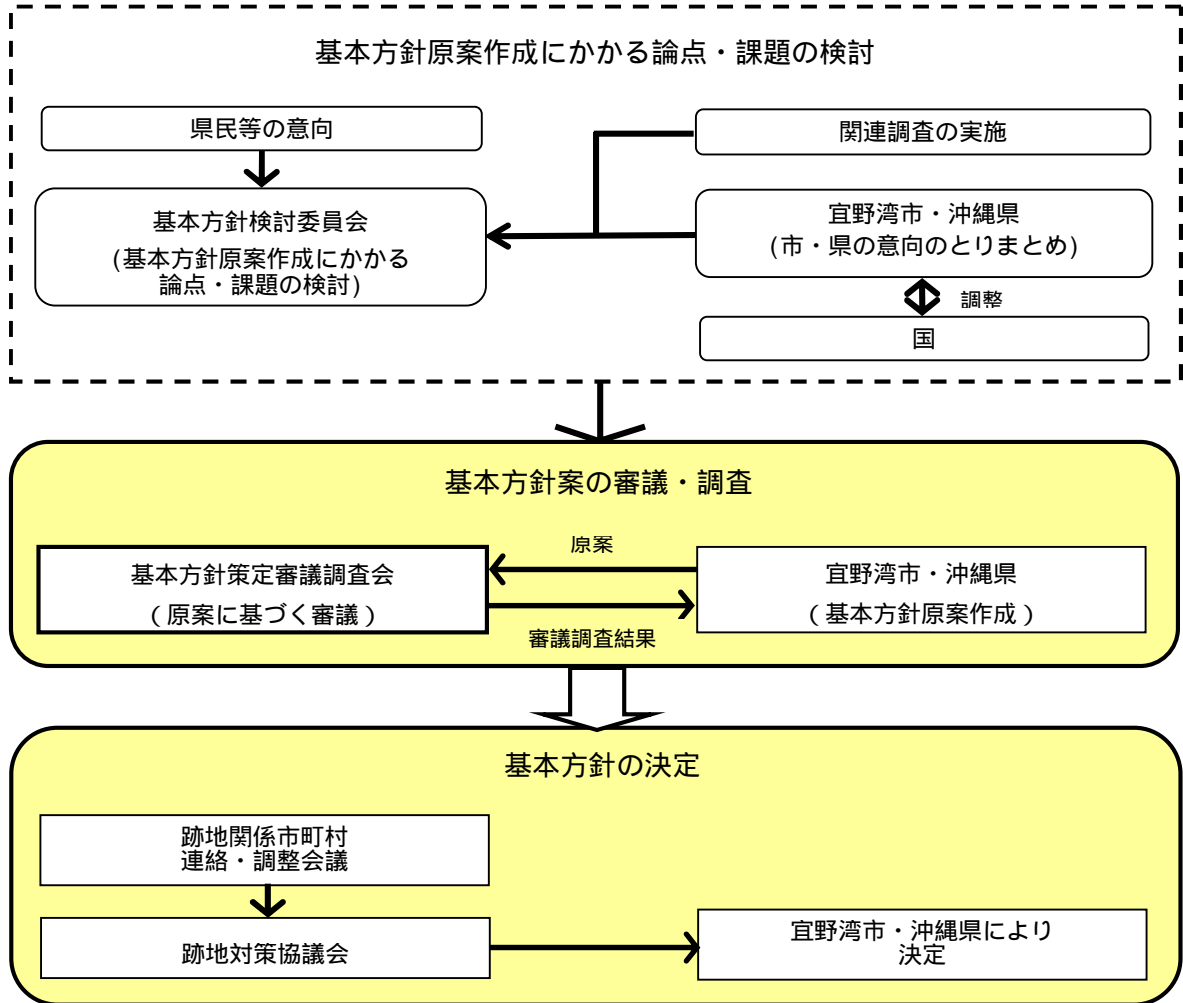 基本方針原案作成にかかる論点・課題の検討
県民等の意向
関連調査の実施
基本方針検討委員会
(基本方針原案作成にかかる
論点・課題の検討)
宜野湾市・沖縄県
(市・県の意向のとりまとめ)
調整
国
基本方針案の審議・調査
原案
基本方針策定審議調査会
(原案に基づく審議)
宜野湾市・沖縄県
(基本方針原案作成)
審議調査結果
基本方針の決定
跡地関係市町村
連絡・調整会議
跡地対策協議会
宜野湾市・沖縄県により
決定